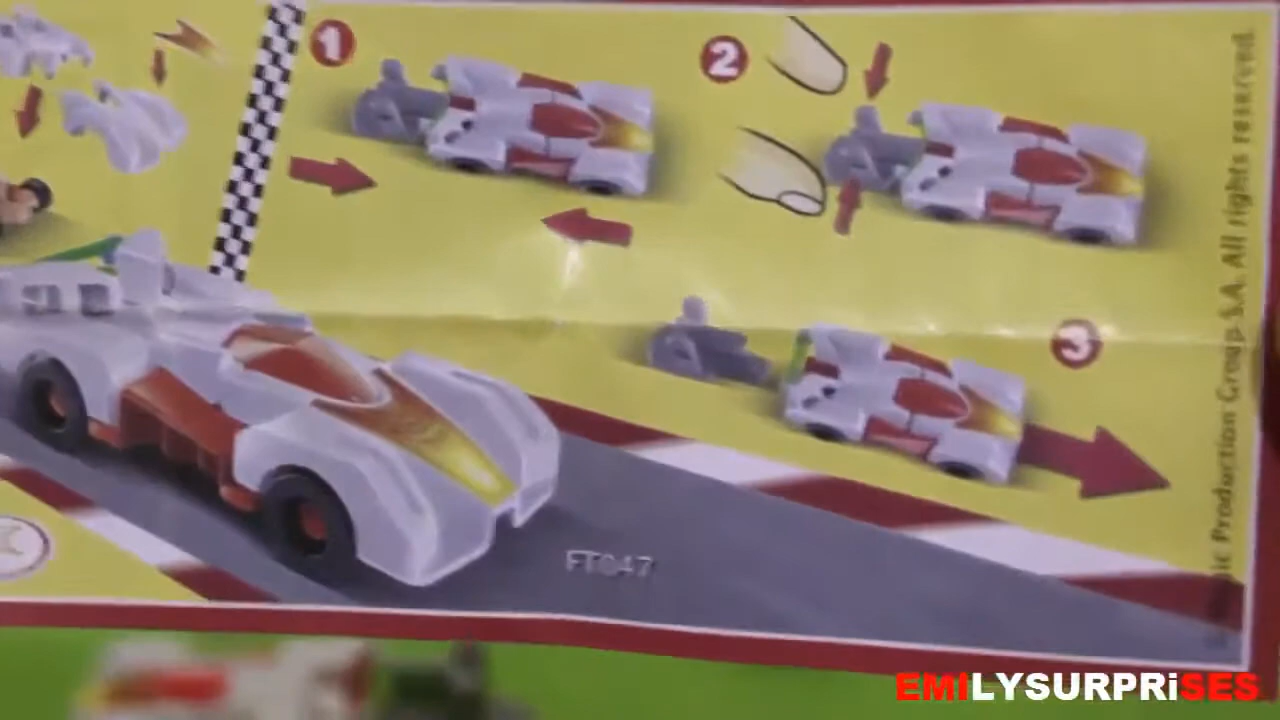 1
2
3
FT047
Production Group S.A. All rights reserved.
EMILYSURPRiSES